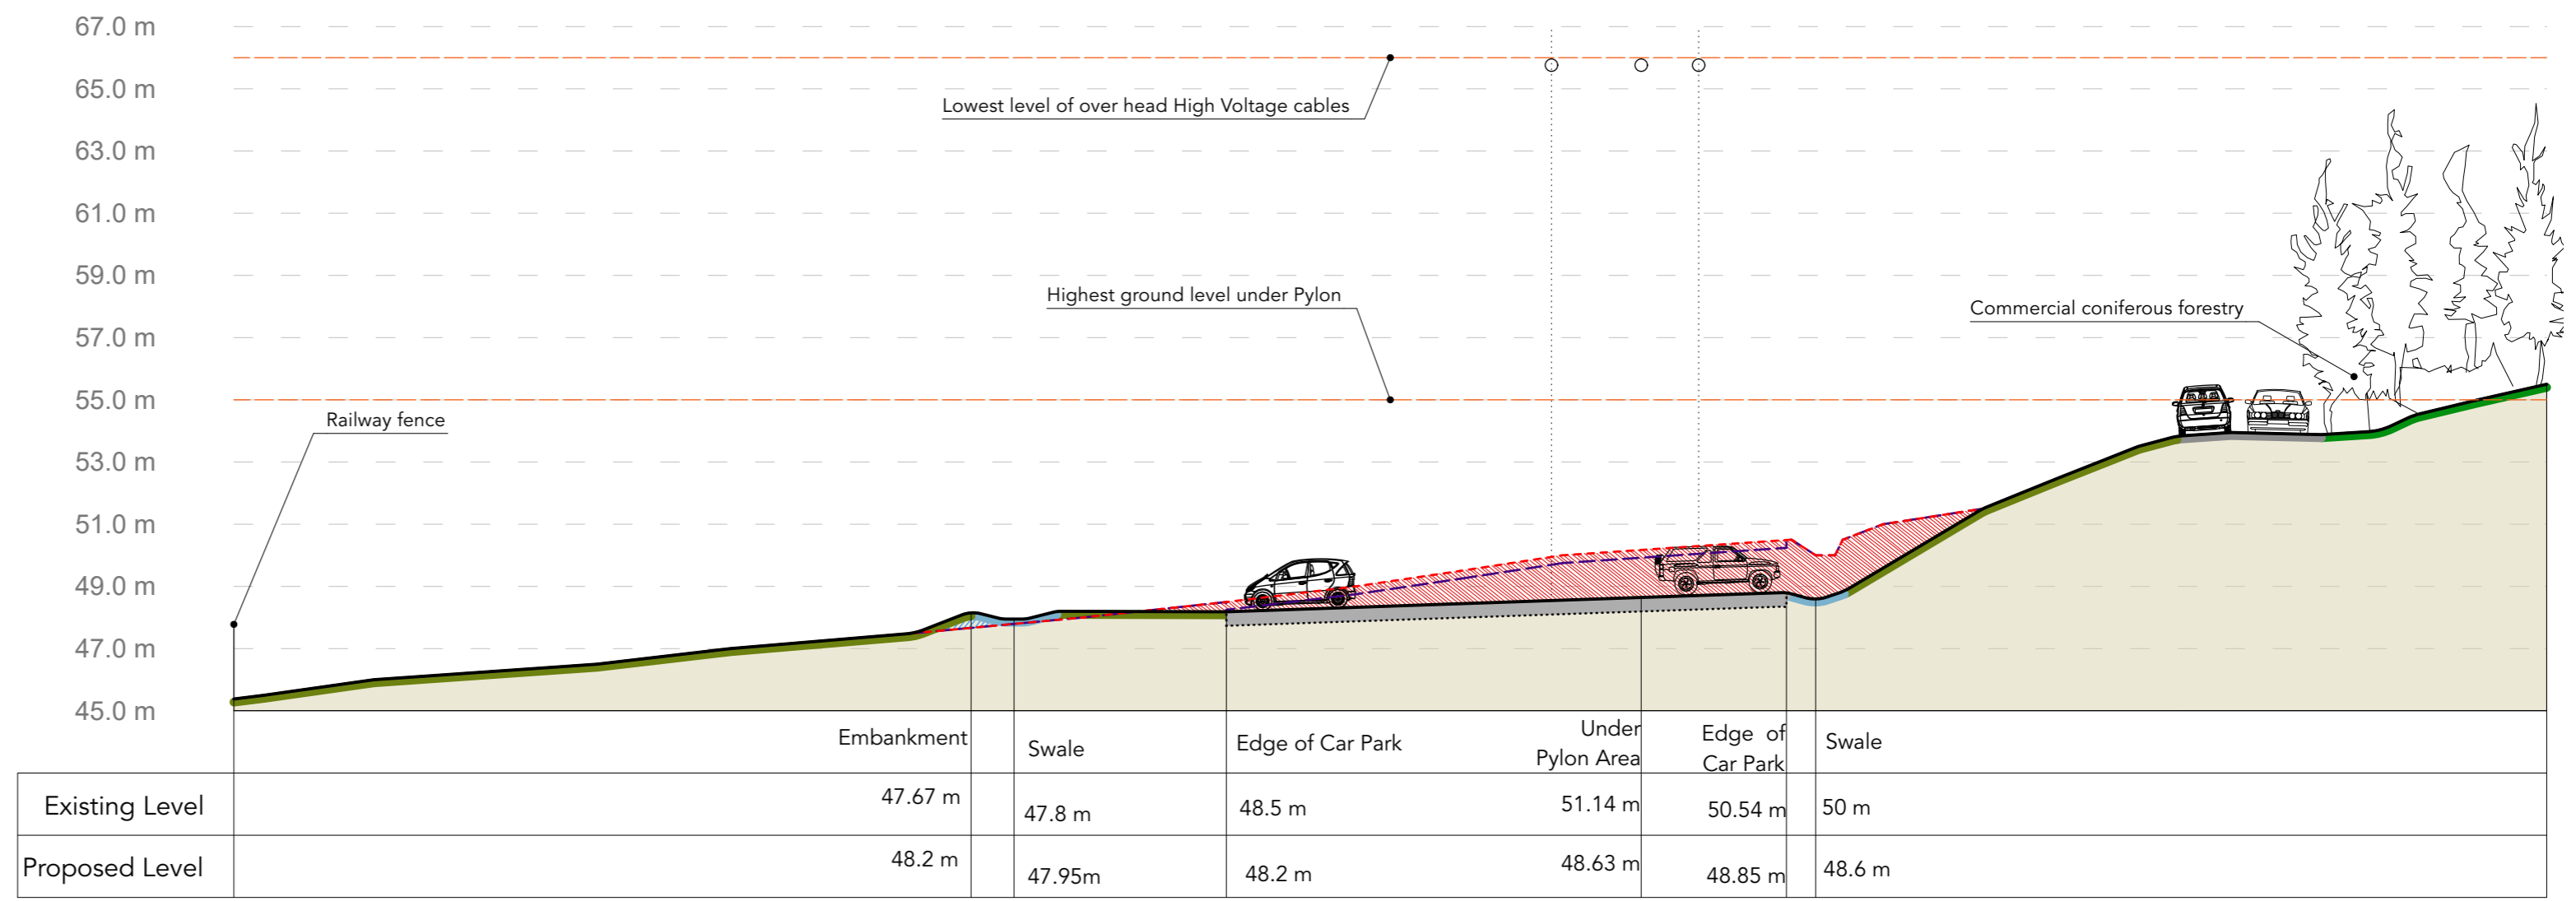 67.0 m
65.0 m
63.0 m
61.0 m
59.0 m
57.0 m
55.0 m
53.0 m
51.0 m
49.0 m
47.0 m
45.0 m
Lowest level of over head High Voltage cables
Highest ground level under Pylon
Commercial coniferous forestry
Railway fence
Embankment
Swale
Edge of Car Park
Under
Pylon Area
Edge of
Car Park
Swale
Existing Level
47.67 m
47.8 m
48.5 m
51.14 m
50.54 m
50 m
Proposed Level
48.2 m
47.95m
48.2 m
48.63 m
48.85 m
48.6 m